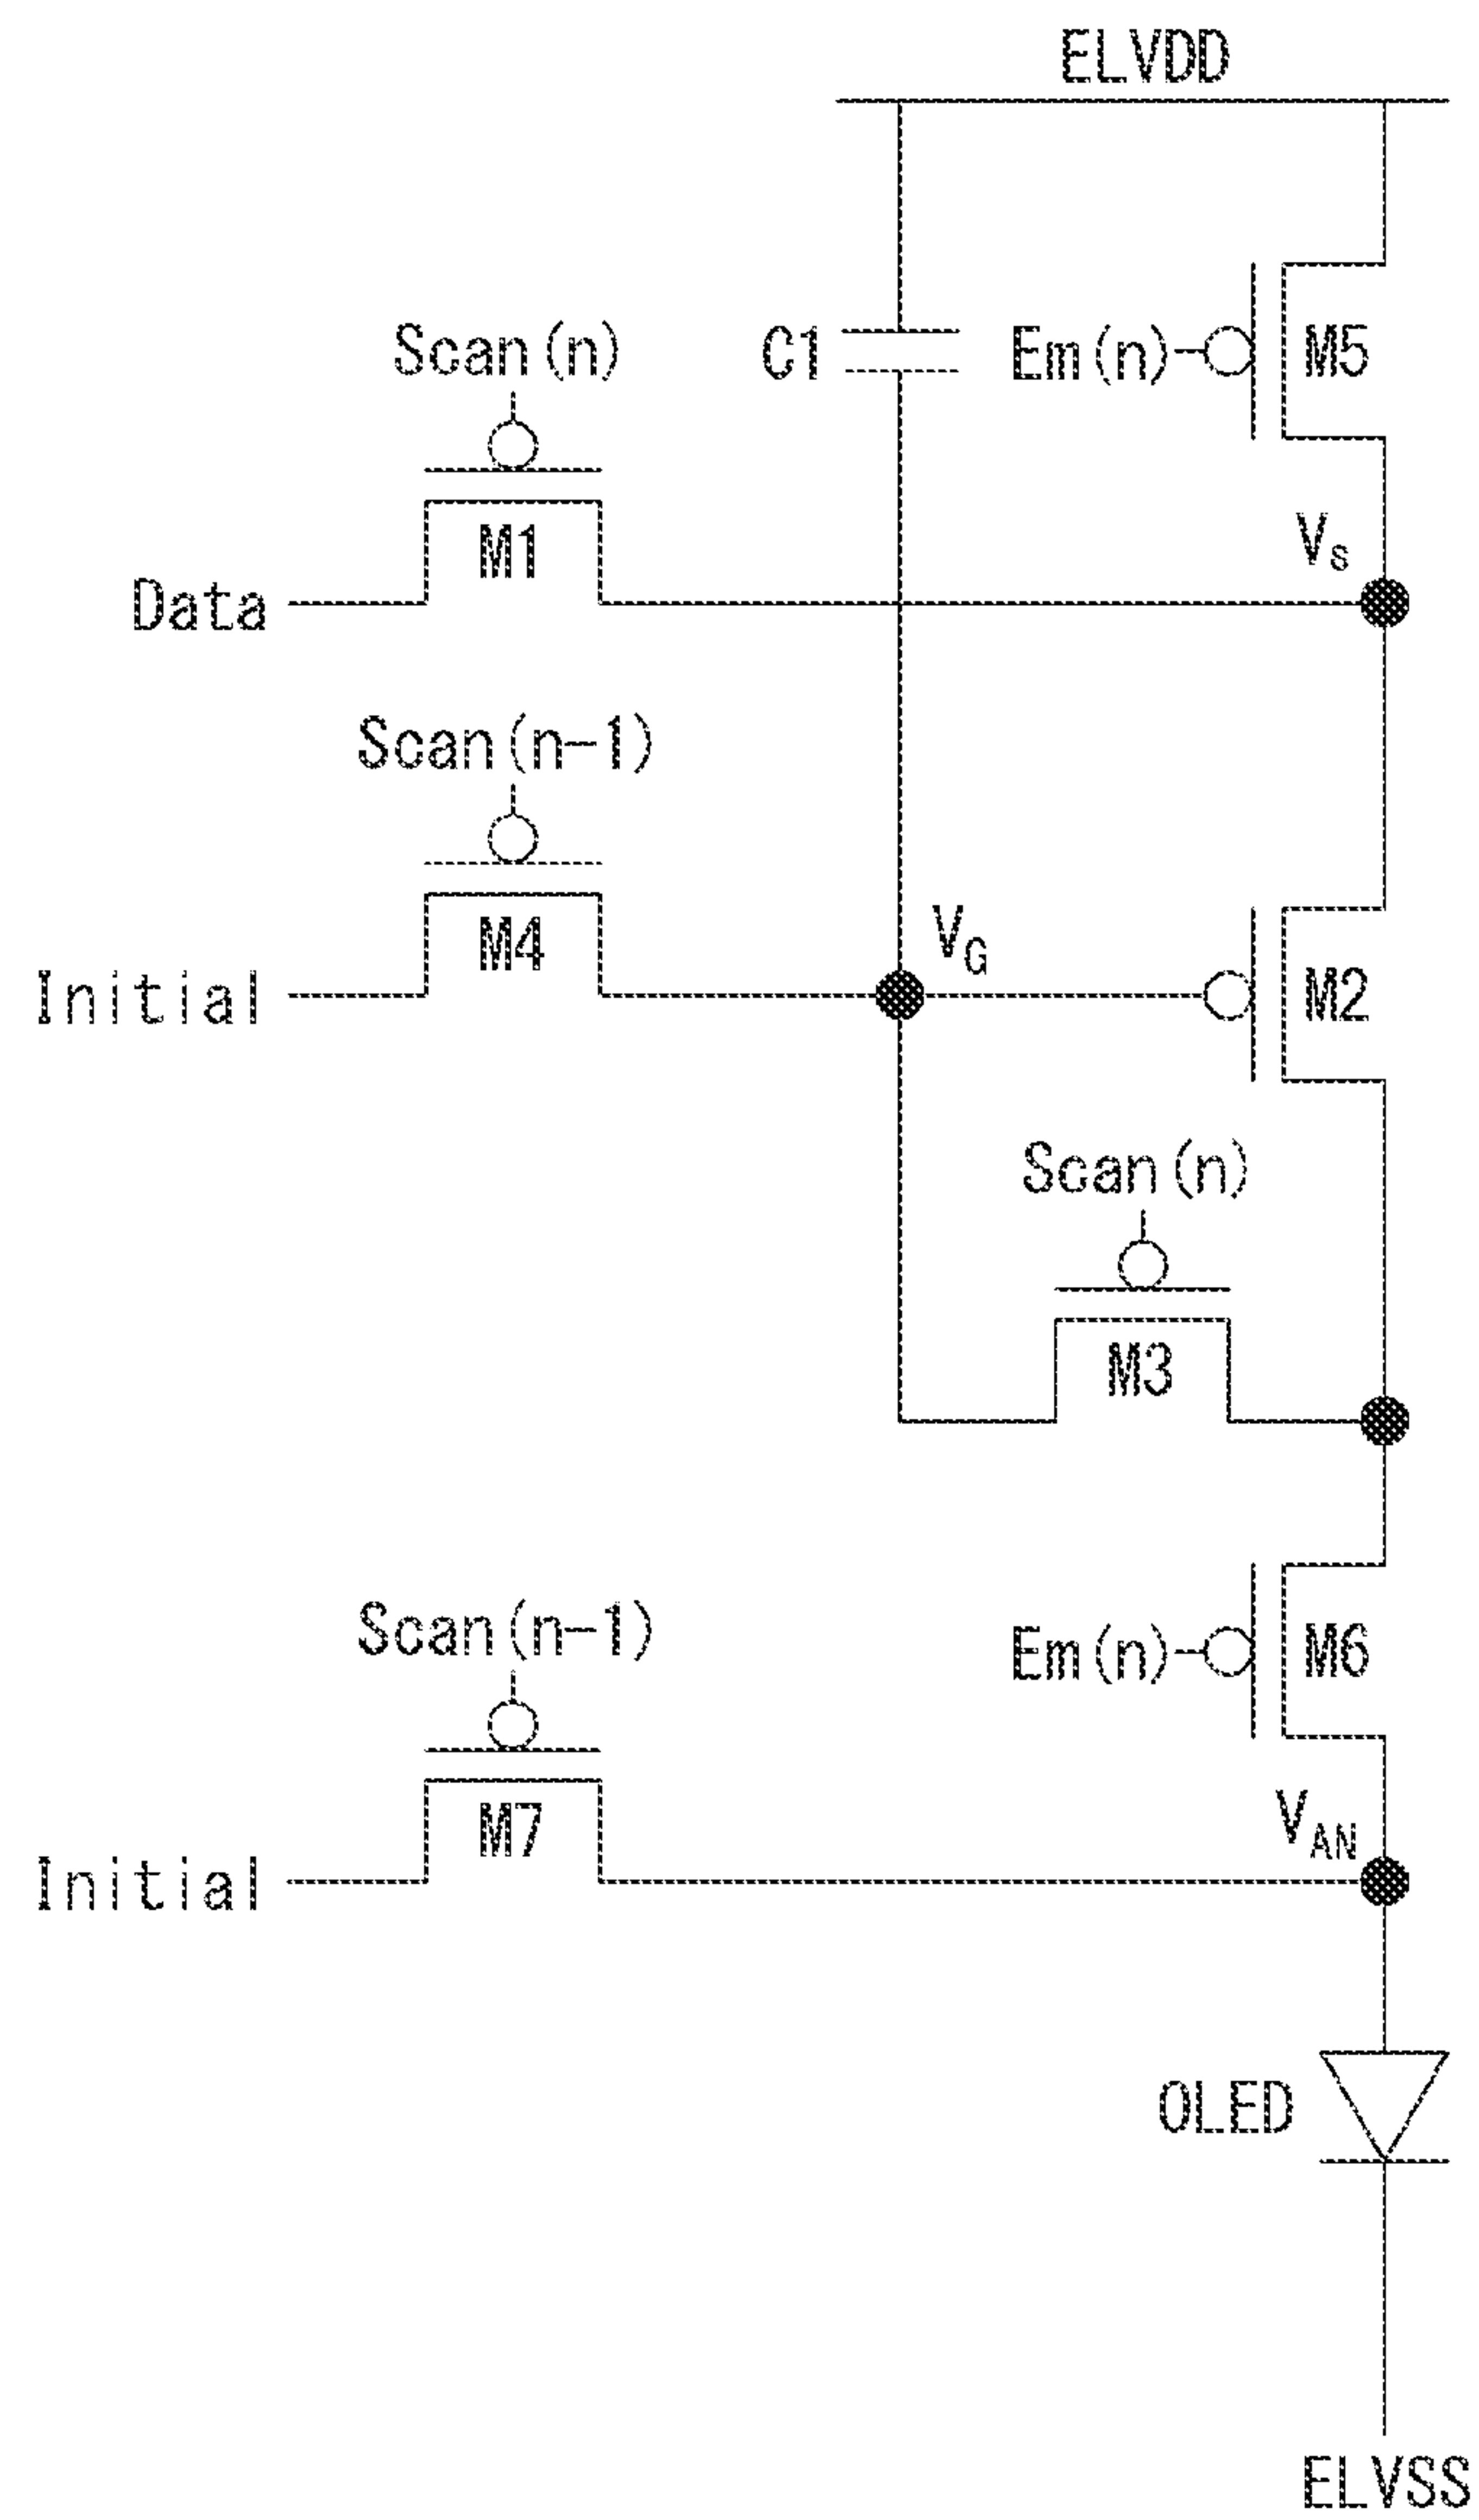 ELVDD
Scan(n)
C1
Em(n)
M5
M1
Vs
Data
Scan(n-1)
M4
VG
M2
Initial
Scan(n)
M3
Scan(n-1)
Em(n)
M6
M7
VAN
Initial
OLED
ELVSS